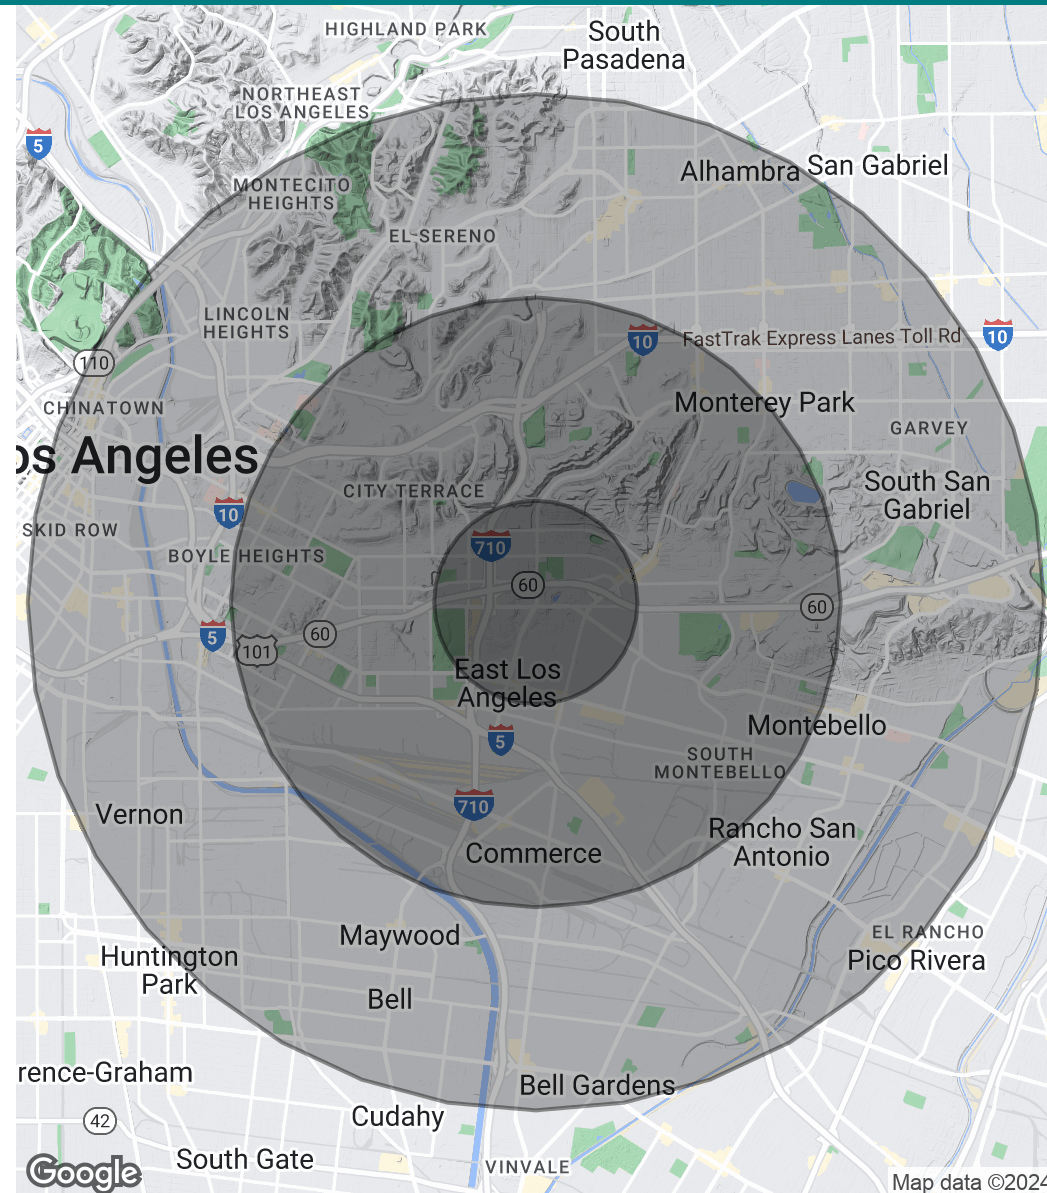 HIGHLAND PARK
South
Pasadena
NORTHEAST
LOS ANGELES
5
Alhambra
San Gabriel
MONTECITO
HEIGHTS
EL SERENO
LINCOLN
HEIGHTS
10
FastTrak Express Lanes Toll Rd
10
110
CHINATOWN
Monterey Park
GARVEY
os Angeles
CITY TERRACE
South San
Gabriel
10
SKID ROW
BOYLE HEIGHTS
710
60
60
5
101
60
East Los
Angeles
Montebello
5
SOUTH
MONTEBELLO
710
Vernon
Rancho San
Antonio
Commerce
Maywood
EL RANCHO
Huntington
Park
Pico Rivera
Bell
rence-Graham
Bell Gardens
42
Cudahy
South Gate
VINVALE
Google
Map data ©2024